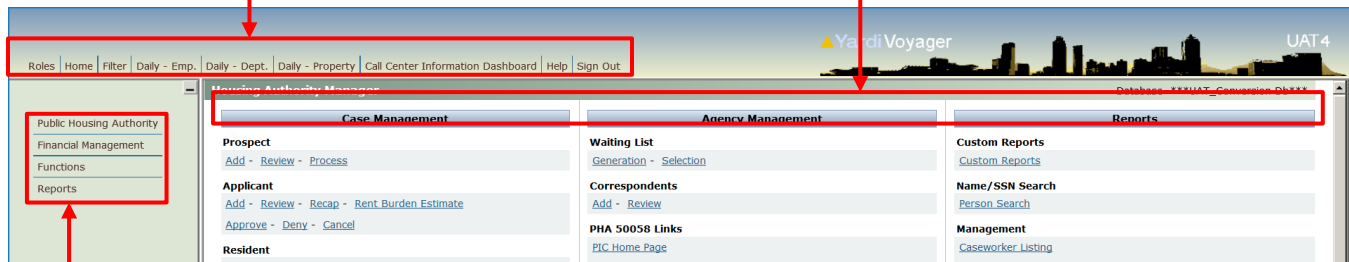 Yardi Voyager
UAT4
Roles | Home | Filter | Daily - Emp. | Daily - Dept. | Daily - Property | Call Center Information Dashboard | Help | Sign Out
Housing Authority Manager
Database ***UAT_Conversion Db***
Public Housing Authority
Financial Management
Functions
Reports
Case Management
Agency Management
Reports
Prospect
Waiting List
Custom Reports
Add - Review - Process
Generation - Selection
Custom Reports
Applicant
Correspondents
Name/SSN Search
Add - Review - Recap - Rent Burden Estimate
Add - Review
Person Search
Approve - Deny - Cancel
PHA 50058 Links
Management
Resident
PIC Home Page
Caseworker Listing